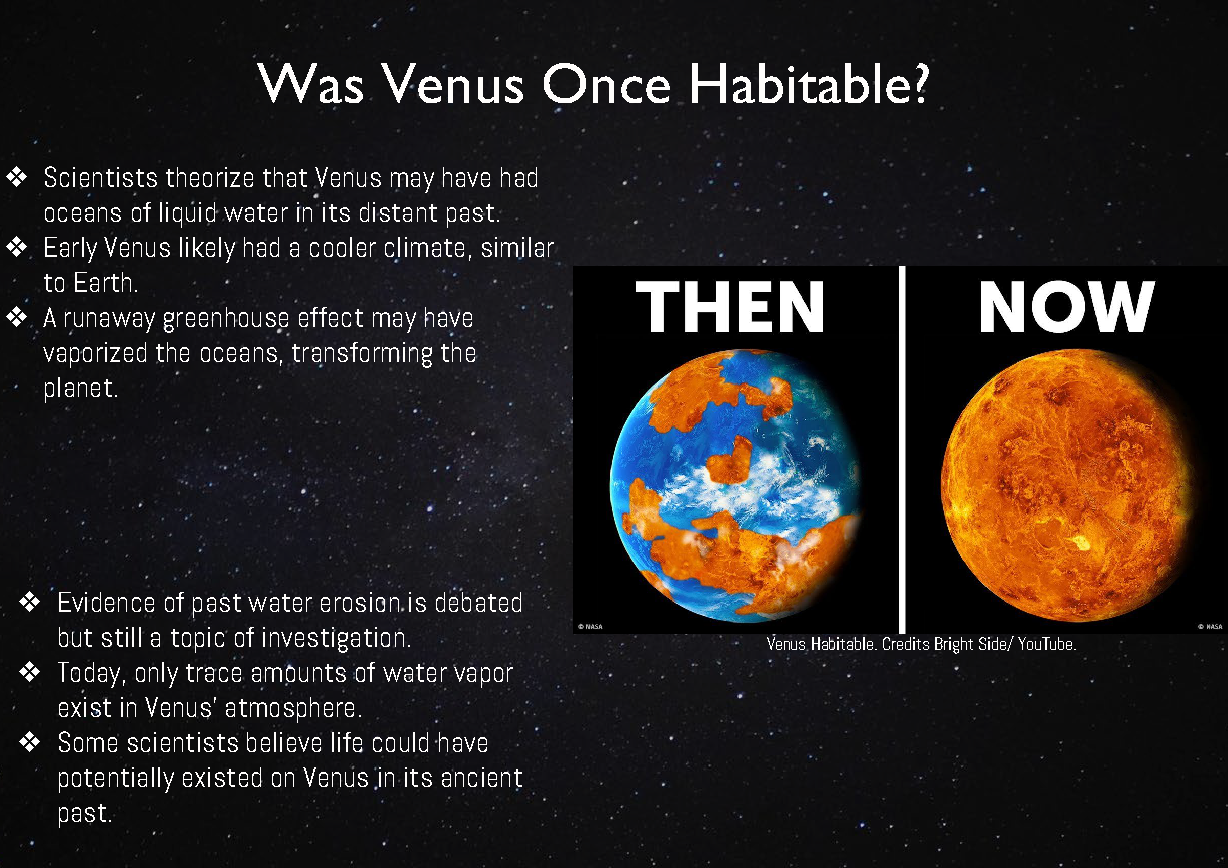 Was Venus Once Habitable?
❖ Scientists theorize that Venus may have had
oceans of liquid water in its distant past.
❖ Early Venus likely had a cooler climate, similar
to Earth.
❖ A runaway greenhouse effect may have
vaporized the oceans, transforming the
planet.
❖ Evidence of past water erosion is debated
but still a topic of investigation.
❖ Today, only trace amounts of water vapor
exist in Venus’ atmosphere.
❖ Some scientists believe life could have
potentially existed on Venus in its ancient
past.
THEN
NOW
© NASA
© NASA
Venus Habitable. Credits Bright Side/ YouTube.